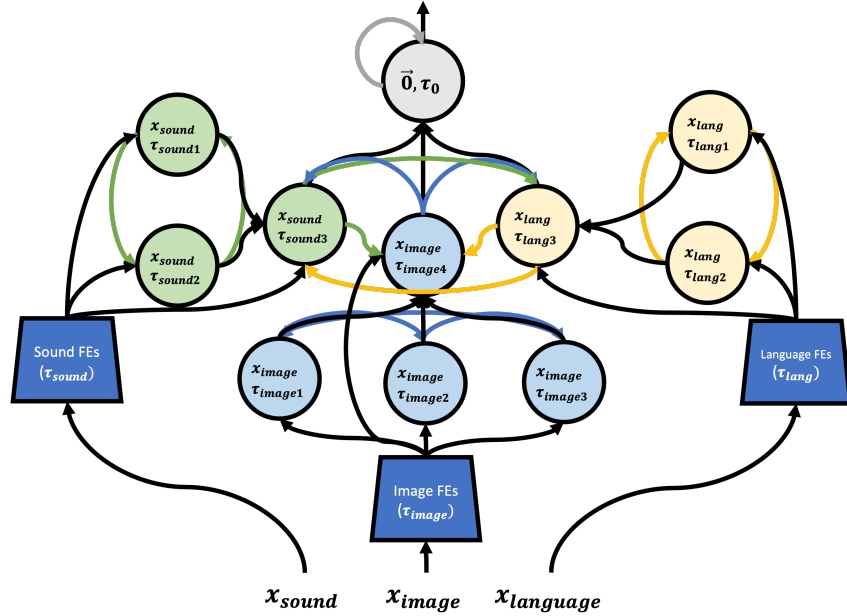 0⃗, τ₀
x_sound
τ_sound1
x_lang
τ_lang1
x_sound
τ_sound3
x_lang
τ_lang3
x_image
τ_image4
x_sound
τ_sound2
x_lang
τ_lang2
Sound FEs
(τ_sound)
Language FEs
(τ_lang)
x_image
τ_image1
x_image
τ_image2
x_image
τ_image3
Image FEs
(τ_image)
x_sound
x_image
x_language